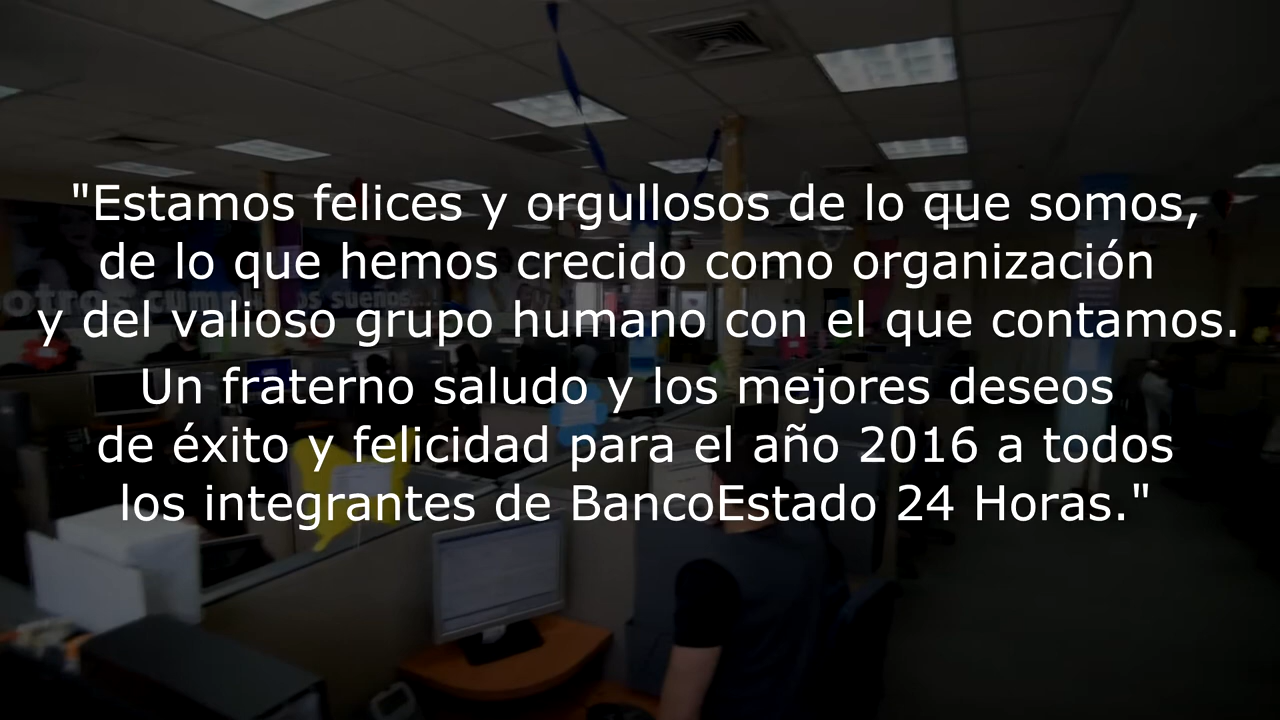 "Estamos felices y orgullosos de lo que somos,
de lo que hemos crecido como organización
y del valioso grupo humano con el que contamos.
Un fraterno saludo y los mejores deseos
de éxito y felicidad para el año 2016 a todos
los integrantes de BancoEstado 24 Horas."
sueños...